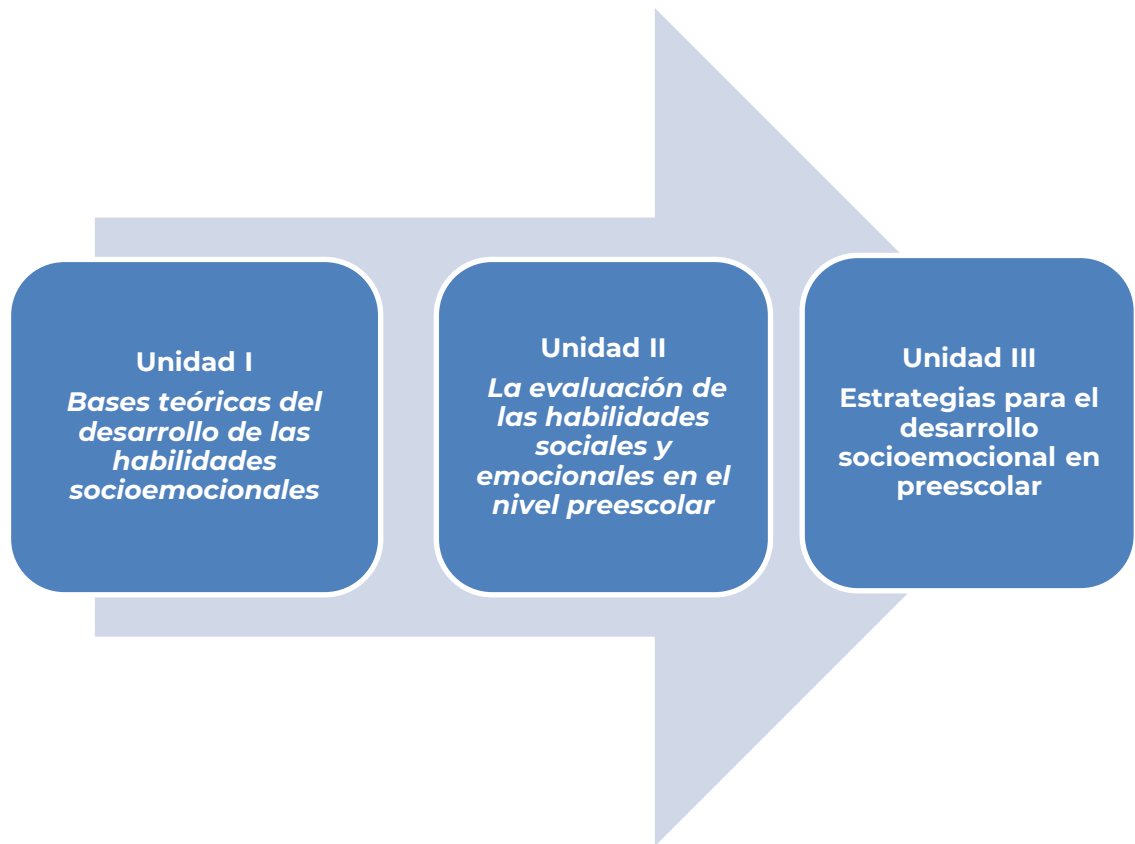 Unidad I
Bases teóricas del
desarrollo de las
habilidades
socioemocionales
Unidad II
La evaluación de
las habilidades
sociales y
emocionales en el
nivel preescolar
Unidad III
Estrategias para el
desarrollo
socioemocional en
preescolar